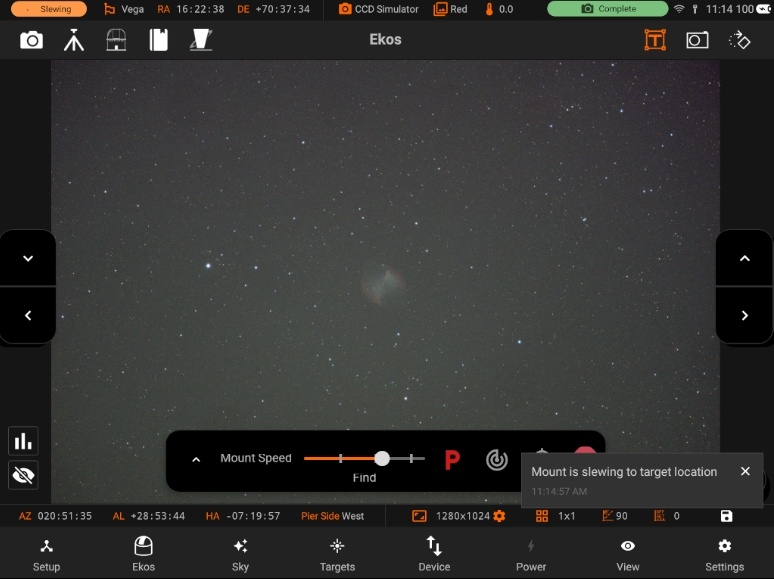 Slewing Vega RA 16:22:38 DE +70:37:34 CCD Simulator Red 0.0 Complete 11:14 100
Ekos
Mount Speed P
Find
Mount is slewing to target location
11:14:57 AM
AZ 020:51:35 AL +28:53:44 HA -07:19:57 Pier Side West 1280x1024 1x1 90 0
Setup Ekos Sky Targets Device Power View Settings